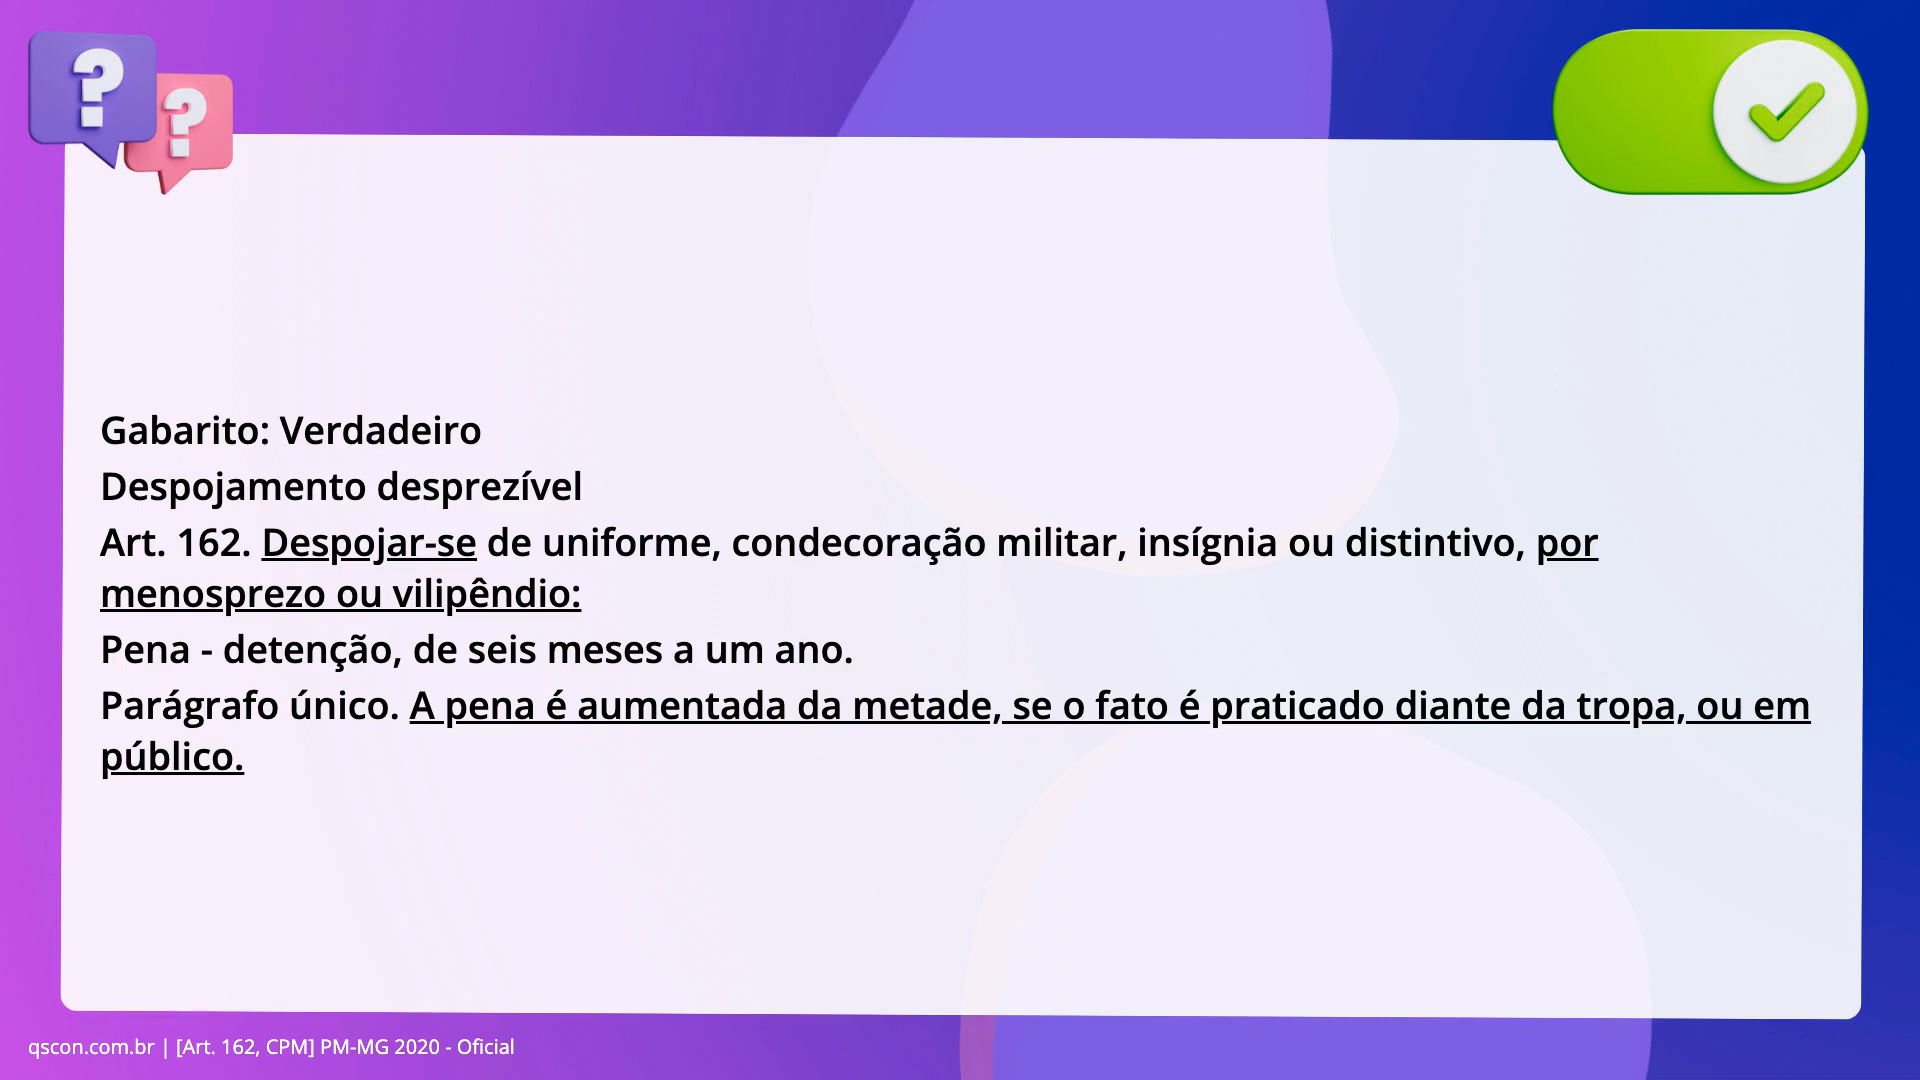 Gabarito: Verdadeiro
Despojamento desprezível
Art. 162. Despojar-se de uniforme, condecoração militar, insígnia ou distintivo, por
menosprezo ou vilipêndio:
Pena - detenção, de seis meses a um ano.
Parágrafo único. A pena é aumentada da metade, se o fato é praticado diante da tropa, ou em
público.
qscon.com.br | [Art. 162, CPM] PM-MG 2020 - Oficial